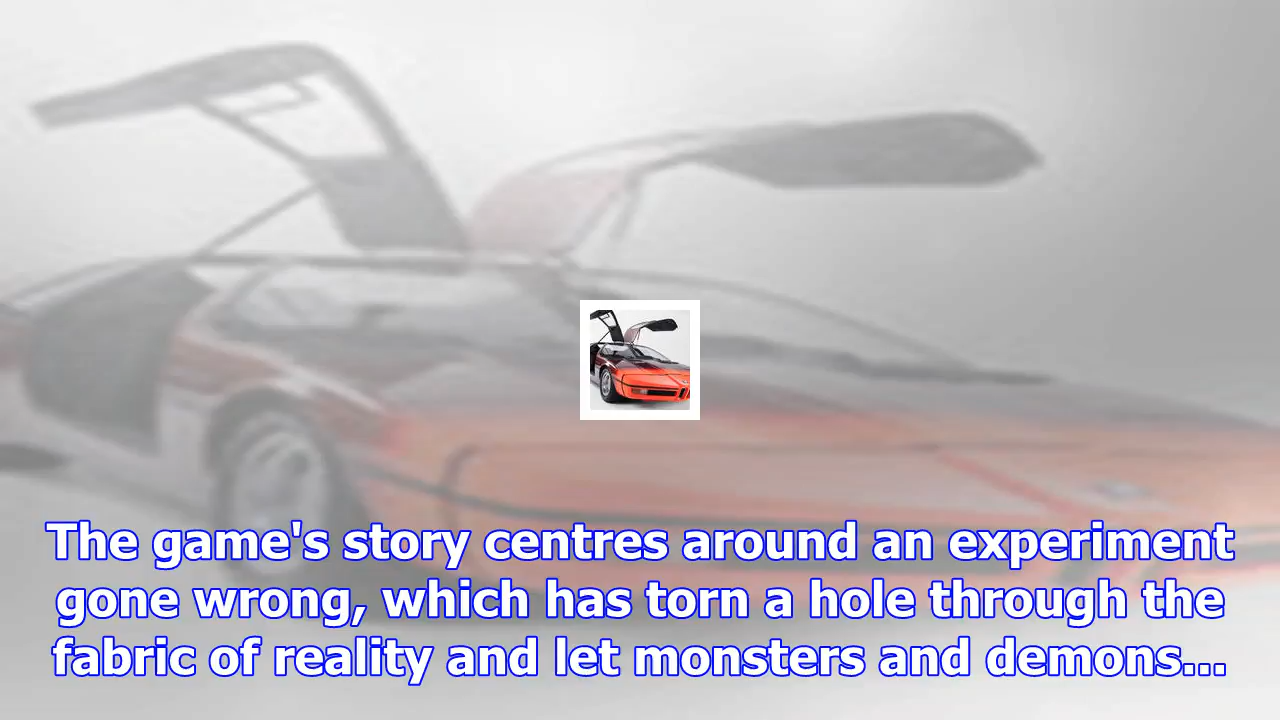 The game's story centres around an experiment
gone wrong, which has torn a hole through the
fabric of reality and let monsters and demons...